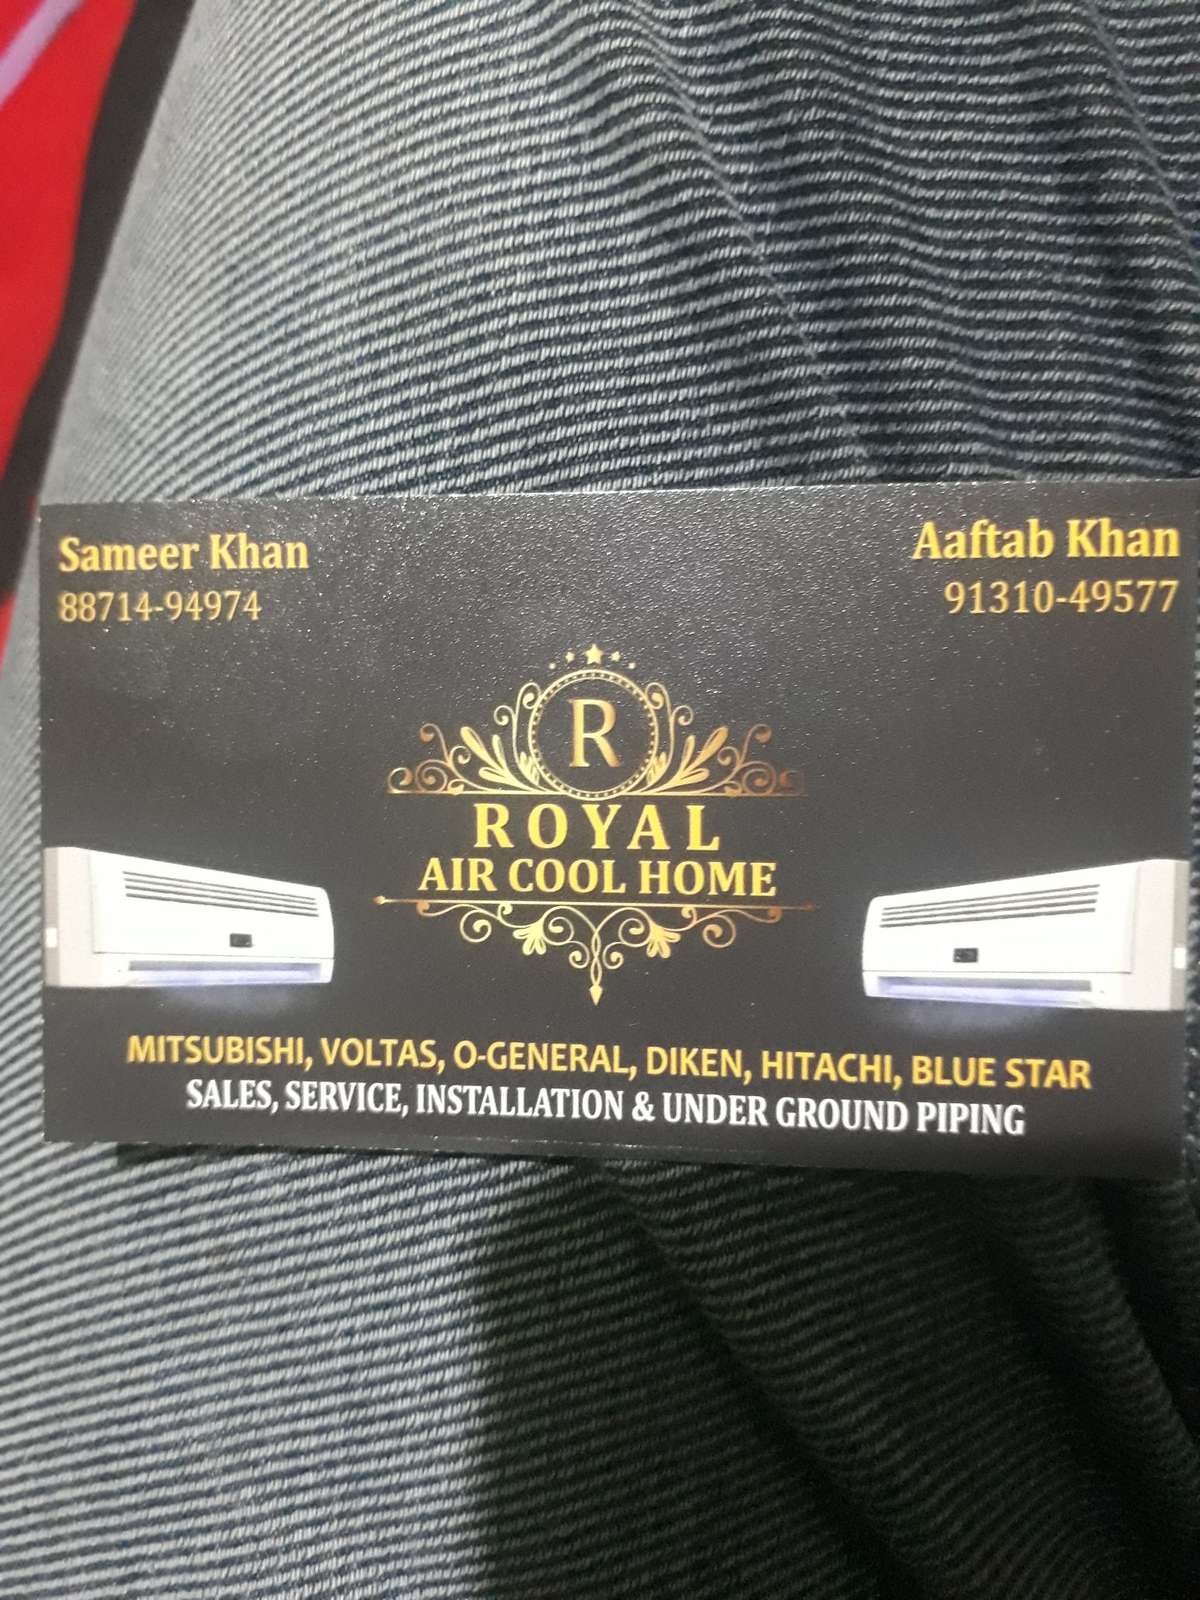 Sameer Khan
88714-94974
Aaftab Khan
91310-49577
R
ROYAL
AIR COOL HOME
MITSUBISHI, VOLTAS, O-GENERAL, DIKEN, HITACHI, BLUE STAR
SALES, SERVICE, INSTALLATION & UNDER GROUND PIPING